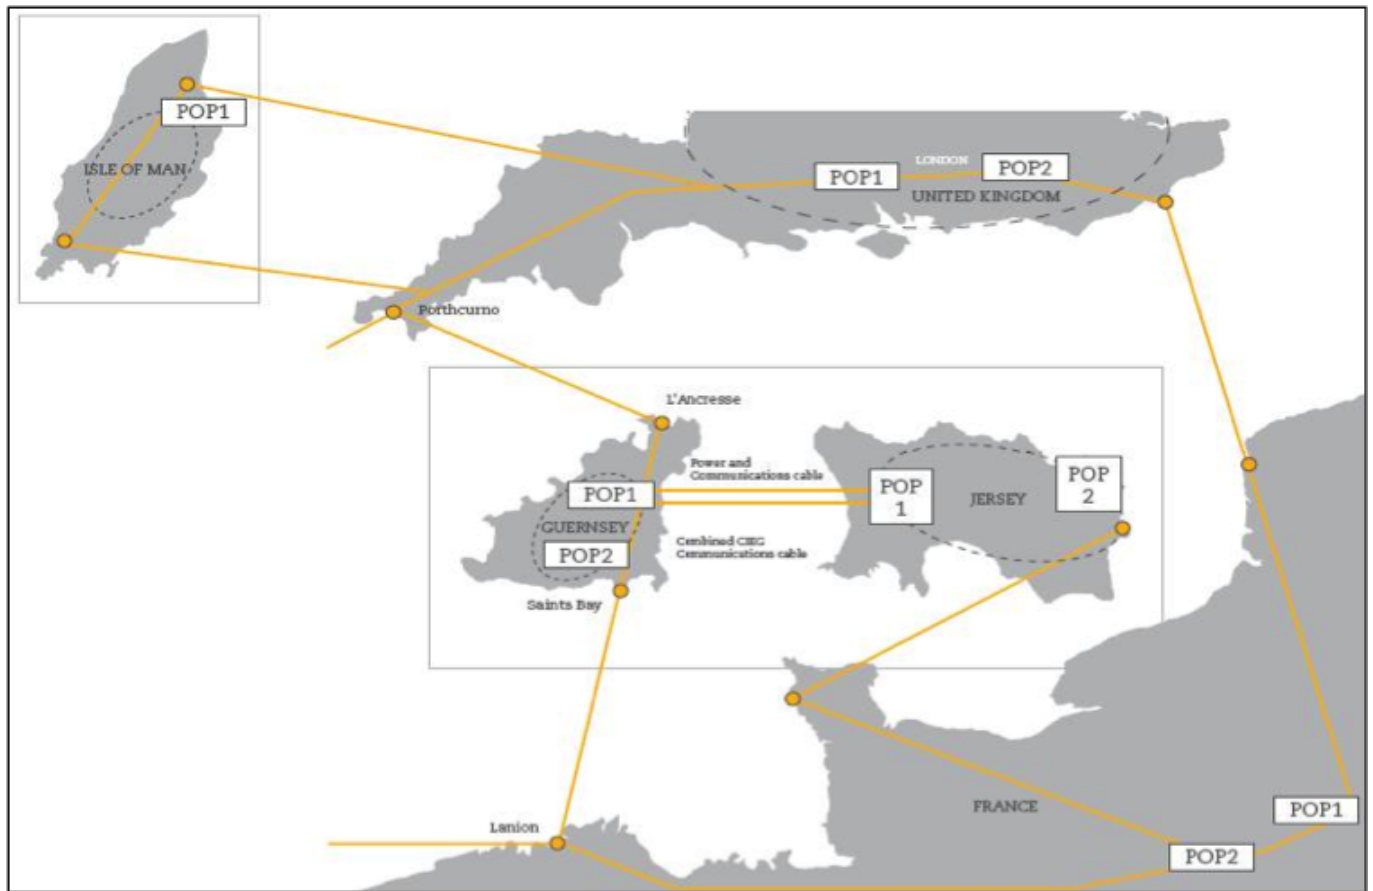 POP1
ISLE OF MAN
LONDON
POP1
POP2
UNITED KINGDOM
Porthcurno
L'Ancresse
Power and
Communications cable
POP1
GUERNSEY
POP2
POP
1
JERSEY
POP
2
Combined CIEG
Communications cable
Saints Bay
FRANCE
POP1
Lanion
POP2